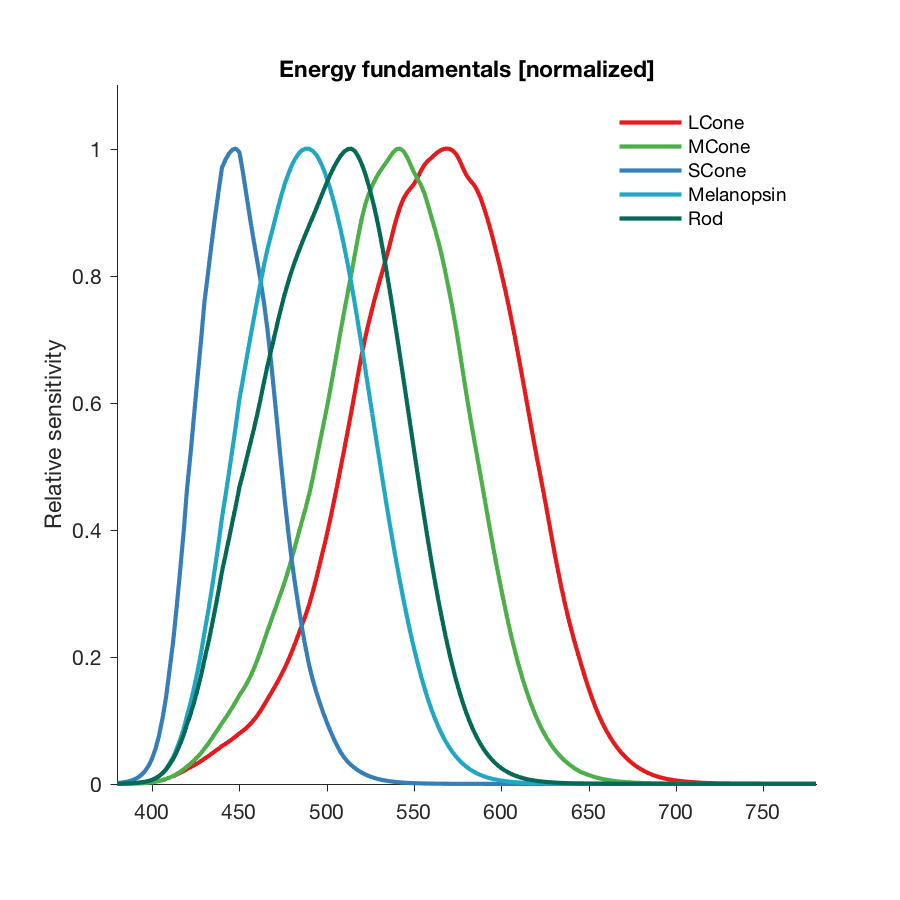 Energy fundamentals [normalized]
LCone
MCone
SCone
Melanopsin
Rod
Relative sensitivity
1
0.8
0.6
0.4
0.2
0
400 450 500 550 600 650 700 750